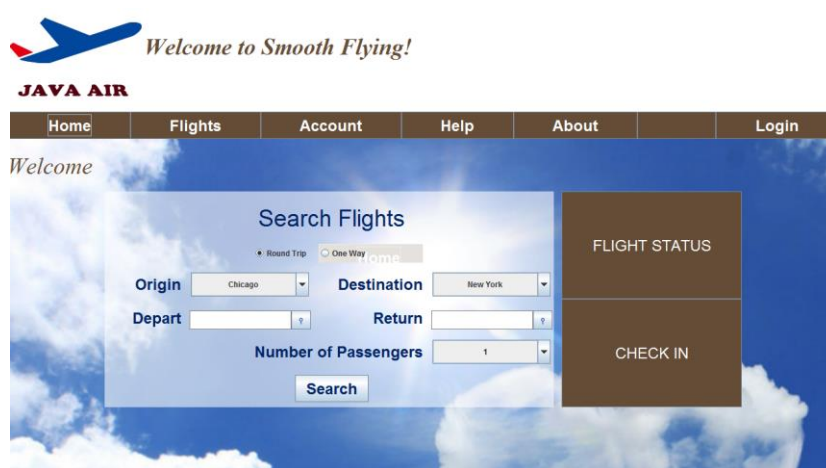 Welcome to Smooth Flying!
JAVA AIR
Home Flights Account Help About Login
Welcome
Search Flights
Round Trip One Way
Home
Origin Chicago Destination New York
Depart Return
Number of Passengers 1
Search
FLIGHT STATUS
CHECK IN